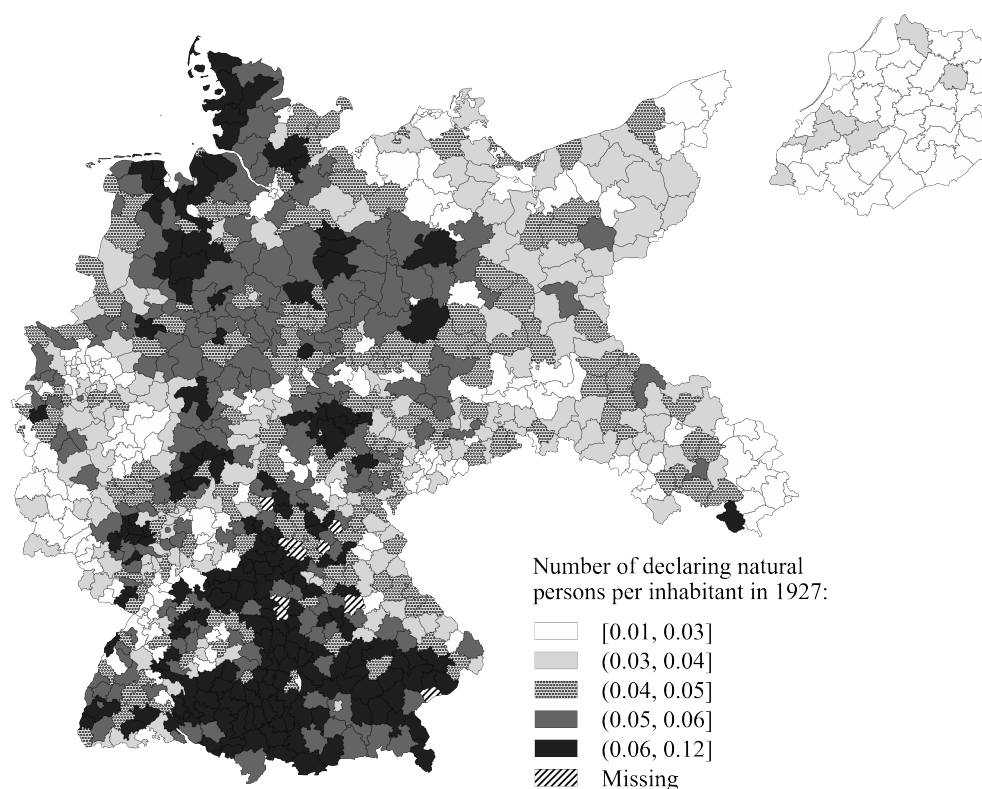 Number of declaring natural
persons per inhabitant in 1927:
[0.01, 0.03]
(0.03, 0.04]
(0.04, 0.05]
(0.05, 0.06]
(0.06, 0.12]
Missing